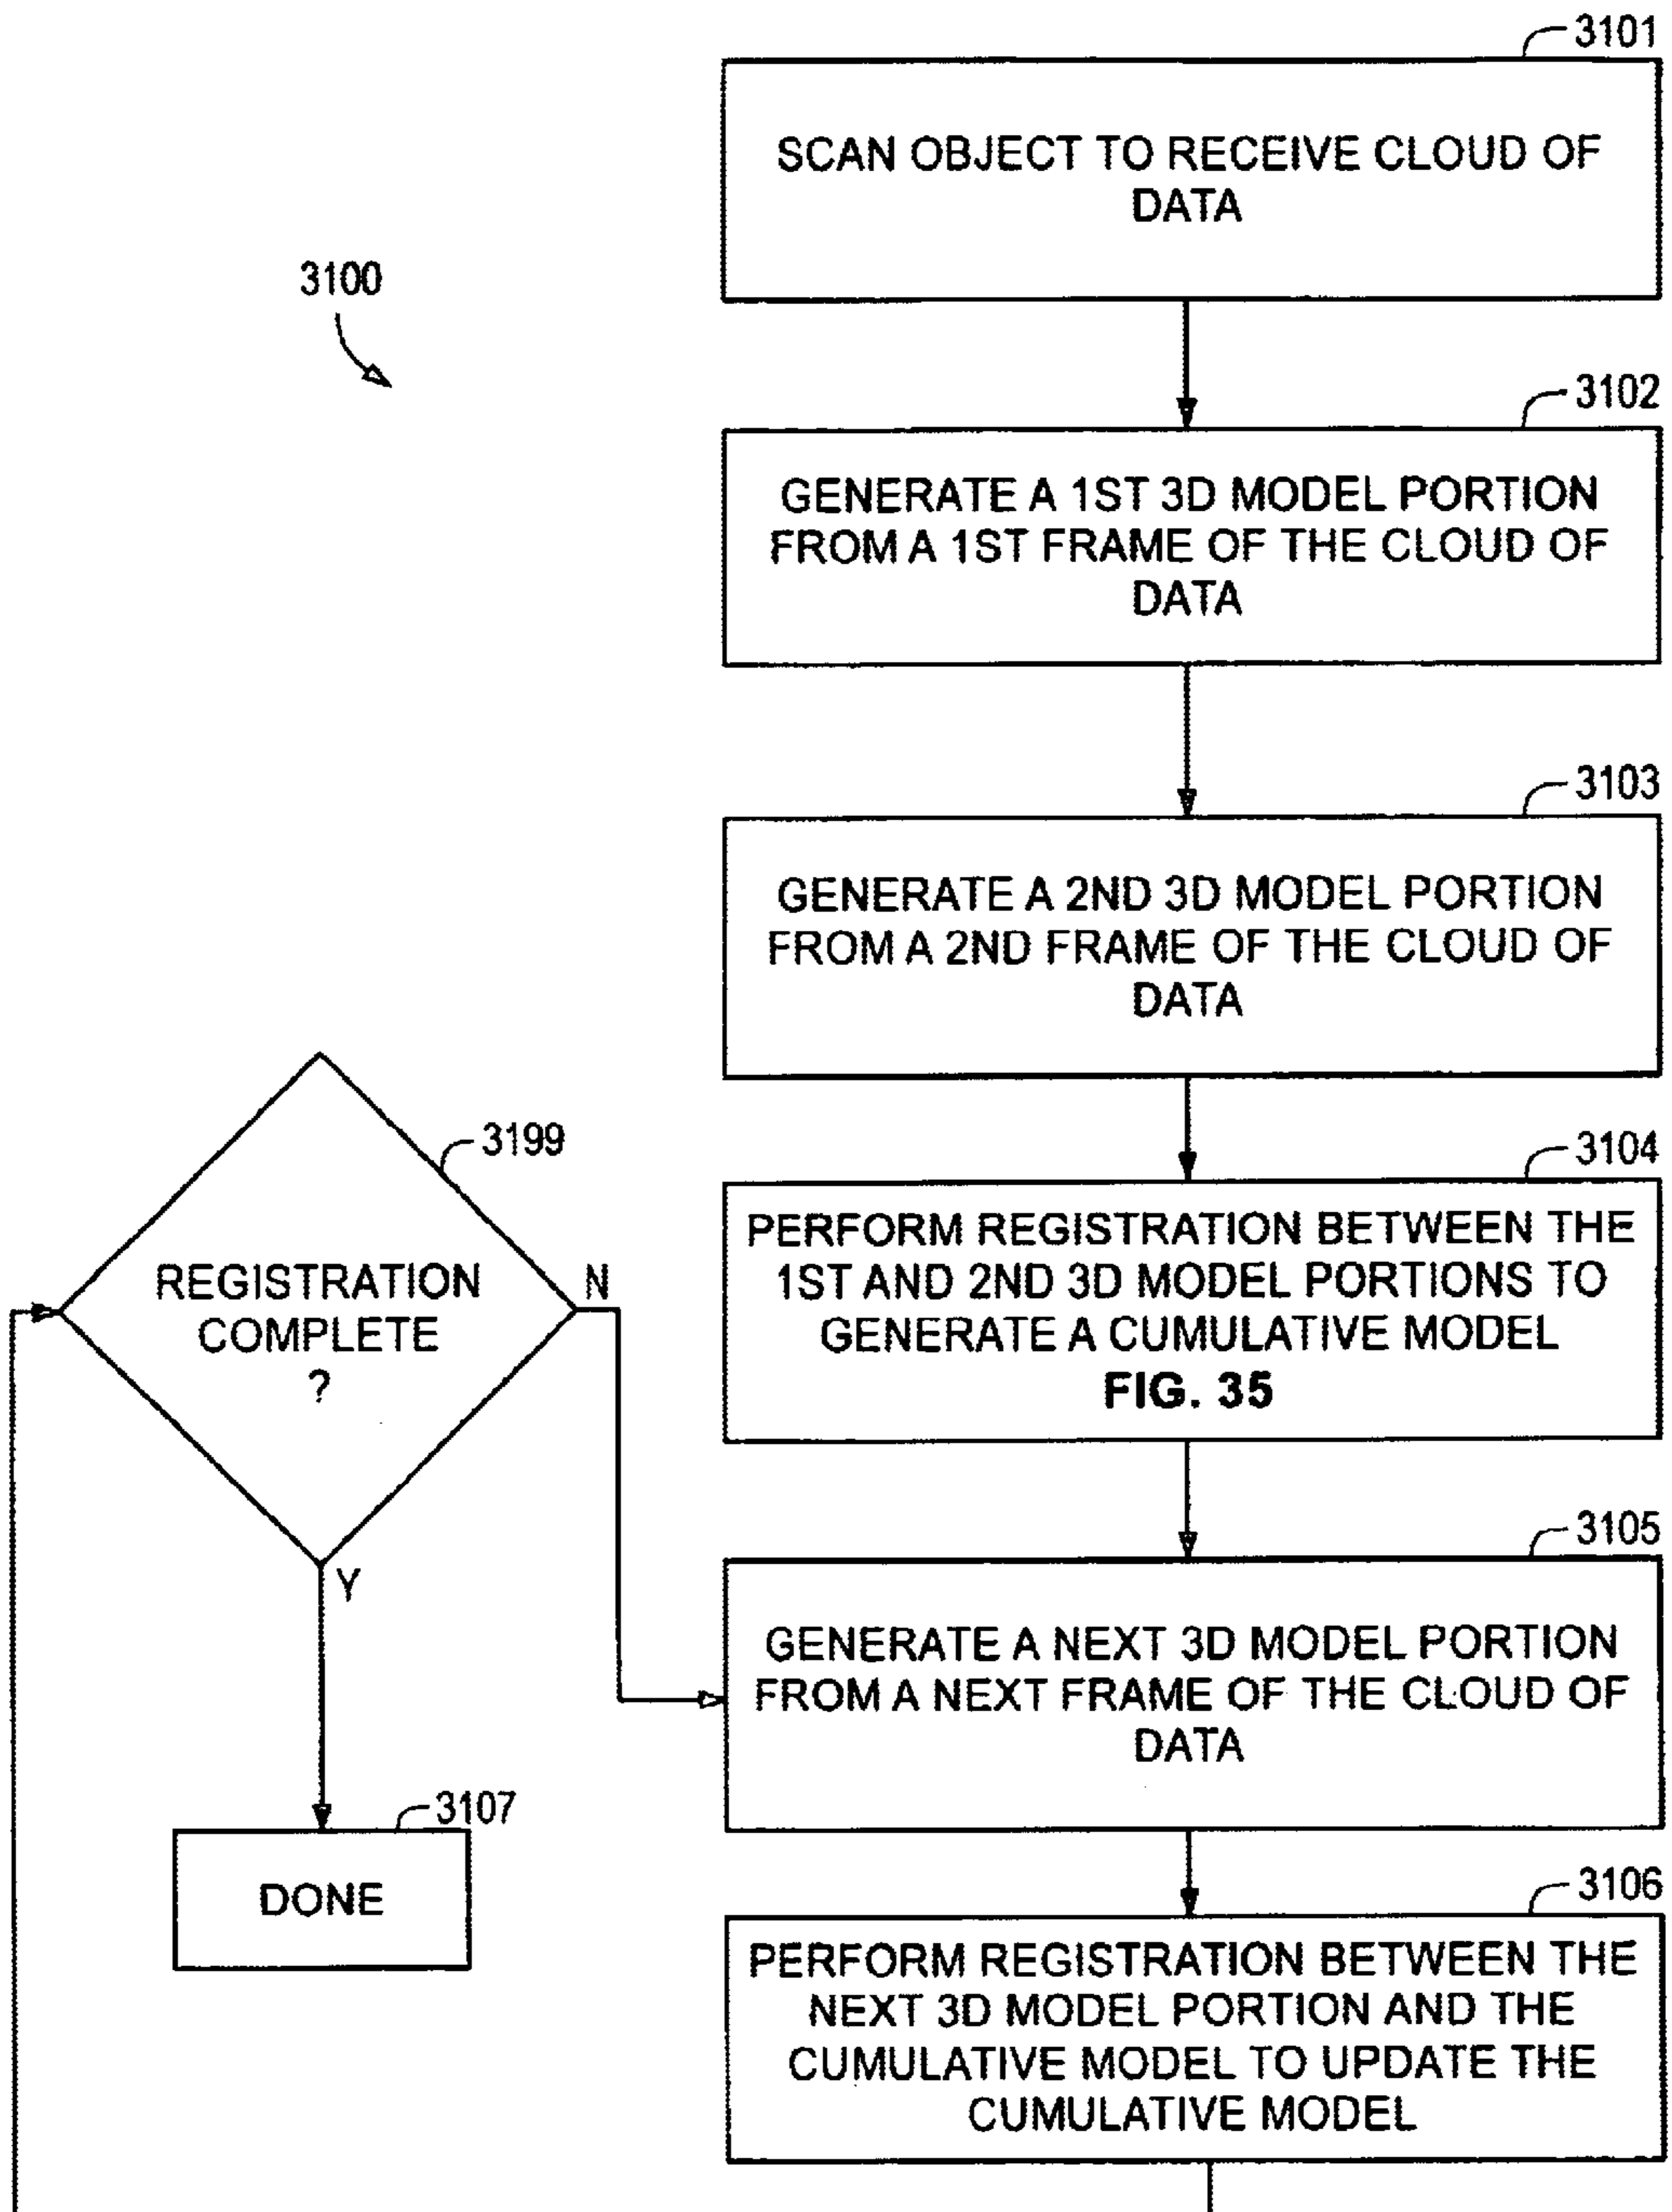 3101
SCAN OBJECT TO RECEIVE CLOUD OF
DATA
3100
3102
GENERATE A 1ST 3D MODEL PORTION
FROM A 1ST FRAME OF THE CLOUD OF
DATA
3103
GENERATE A 2ND 3D MODEL PORTION
FROM A 2ND FRAME OF THE CLOUD OF
DATA
3104
PERFORM REGISTRATION BETWEEN THE
1ST AND 2ND 3D MODEL PORTIONS TO
GENERATE A CUMULATIVE MODEL
FIG. 35
3199
REGISTRATION
COMPLETE
?
N
Y
3105
GENERATE A NEXT 3D MODEL PORTION
FROM A NEXT FRAME OF THE CLOUD OF
DATA
3107
DONE
3106
PERFORM REGISTRATION BETWEEN THE
NEXT 3D MODEL PORTION AND THE
CUMULATIVE MODEL TO UPDATE THE
CUMULATIVE MODEL